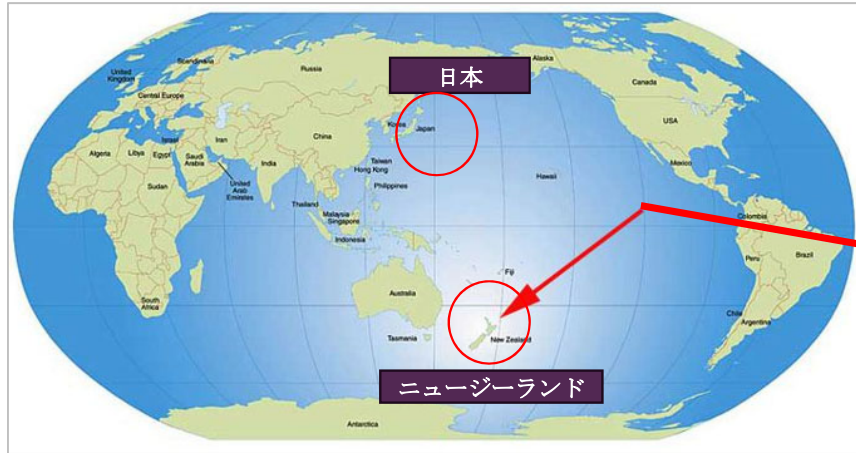 Alaska
Scandinavia
Russia
United
Kingdom
日本
Canada
Central Europe
USA
Korea
Japan
China
Israel
Iran
Algeria
Libya
Egypt
Saudi
Arabia
India
Mexico
Taiwan
Hong Kong
Hawaii
Sudan
United
Arab
Emirates
Philippines
Thailand
Malaysia
Singapore
Colombia
Indonesia
Brazil
Peru
Fiji
Australia
South
Africa
Chile
Argentina
Tasmania
New Zealand
ニュージーランド
Antarctica